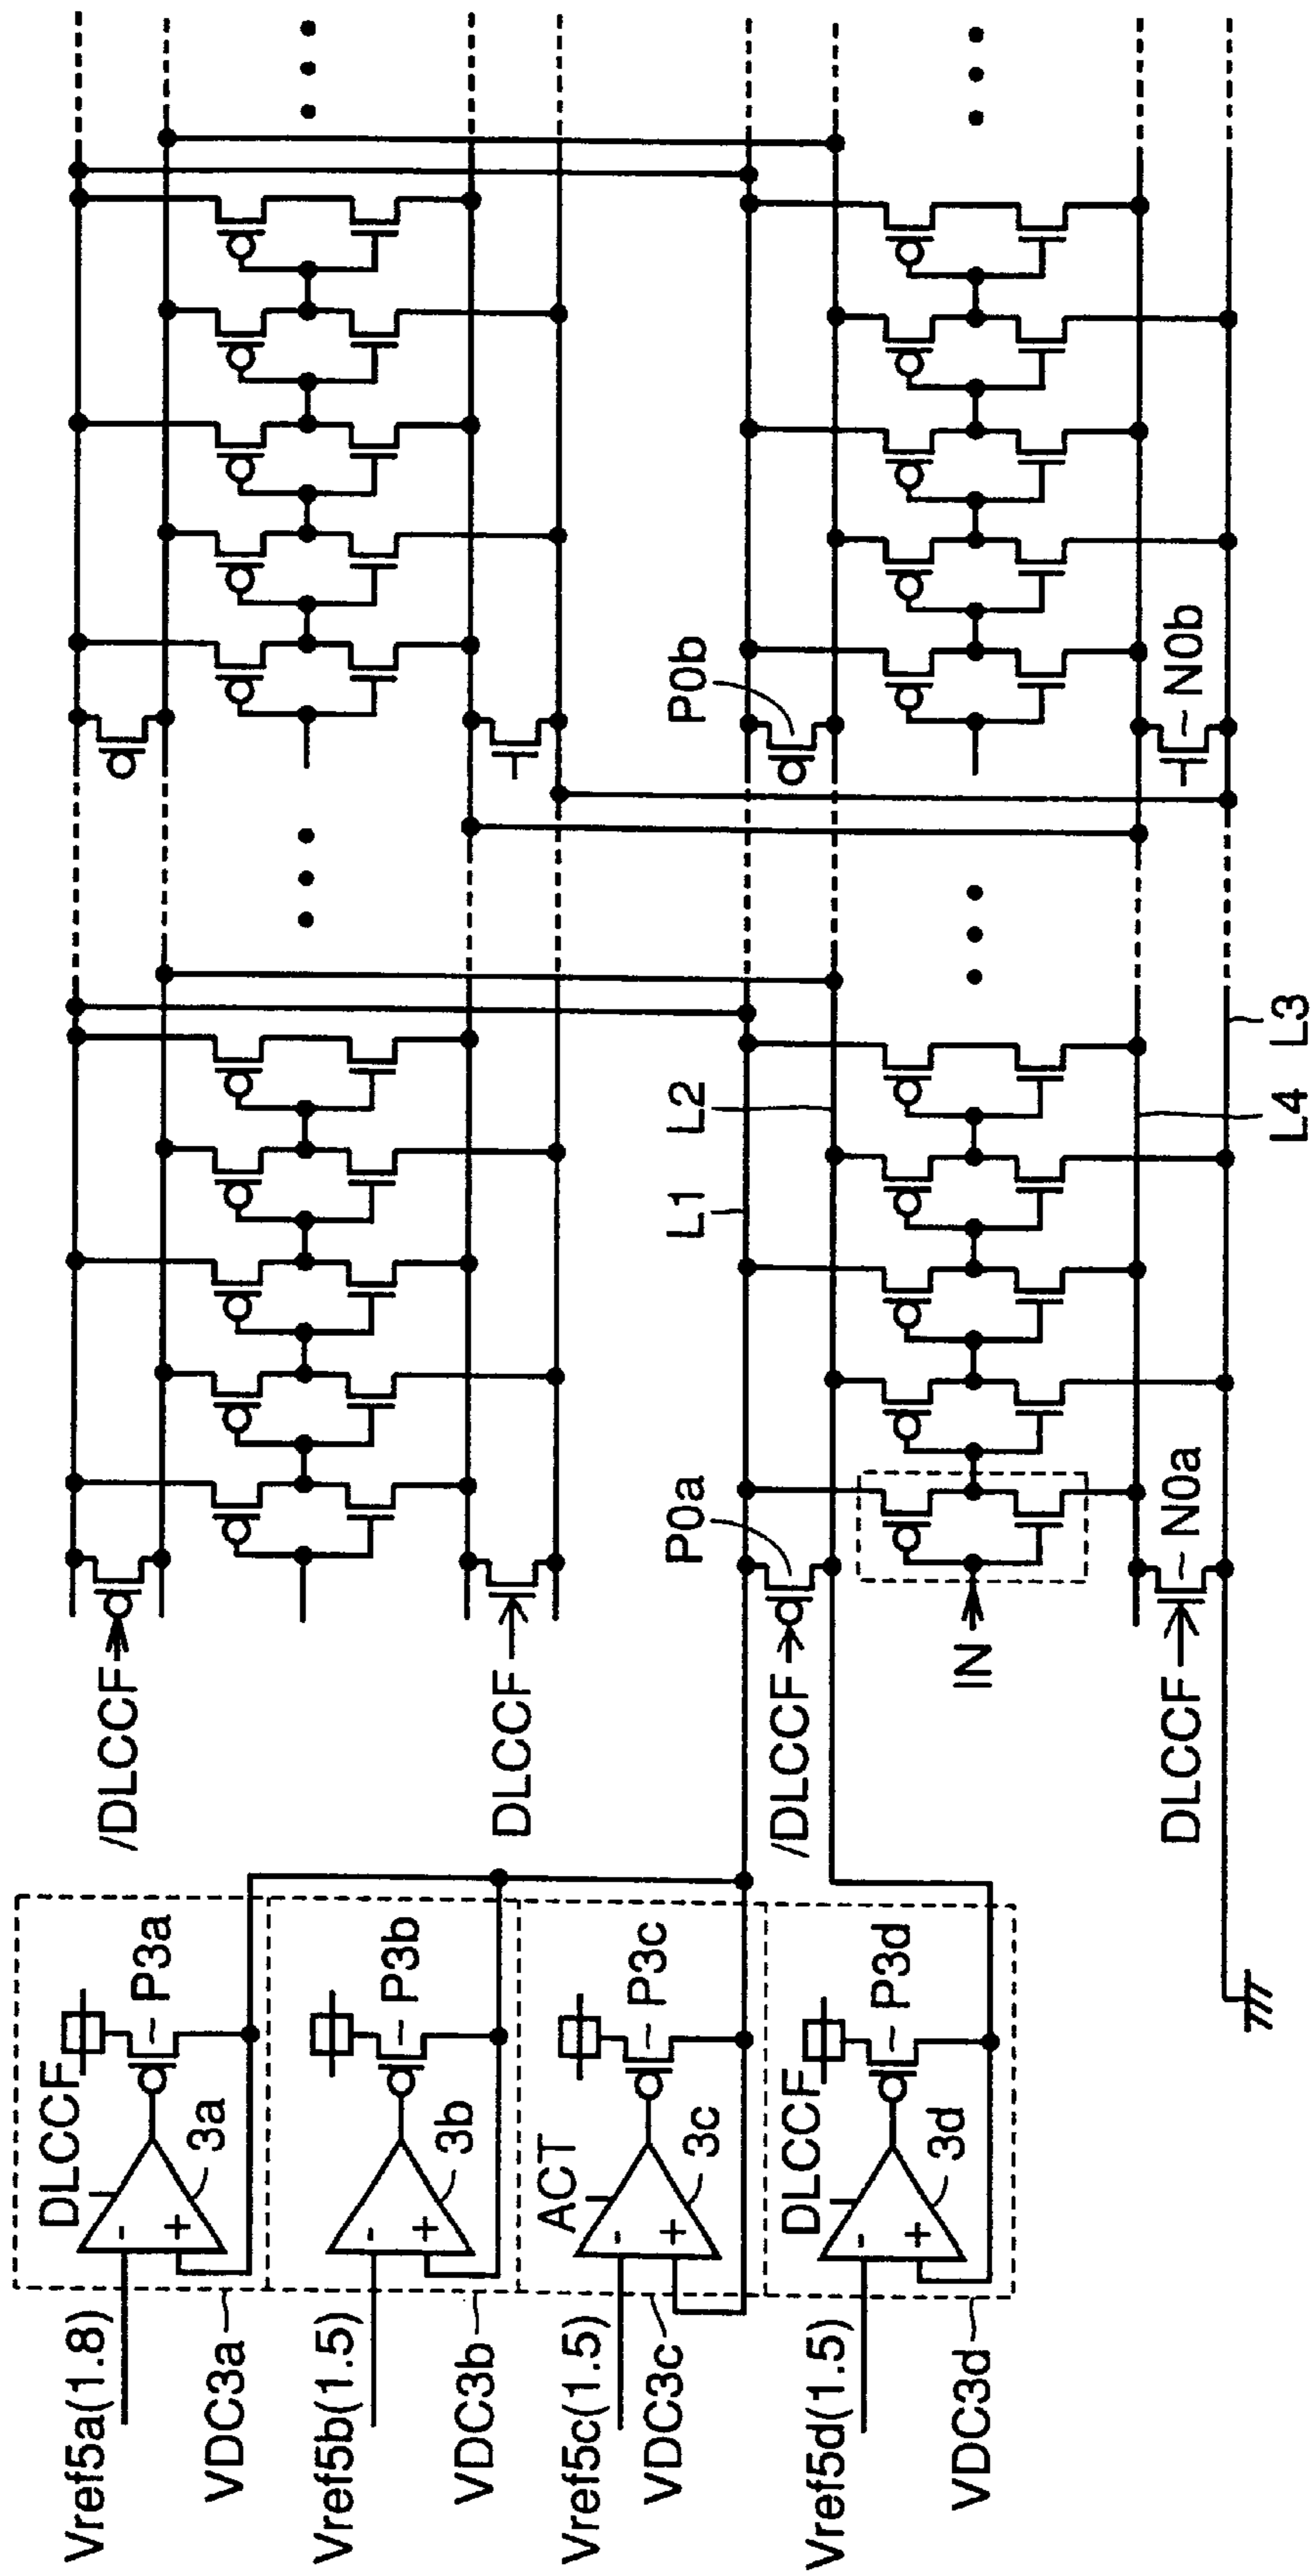 Vref5a(1.8)
VDC3a
DLCCF
3a
P3a
-
+
Vref5b(1.5)
VDC3b
3b
P3b
-
+
Vref5c(1.5)
VDC3c
ACT
3c
P3c
-
+
Vref5d(1.5)
VDC3d
DLCCF
3d
P3d
-
+
/DLCCF
DLCCF
/DLCCF
P0a
L1
L2
P0b
IN
DLCCF
N0a
L4
L3
N0b